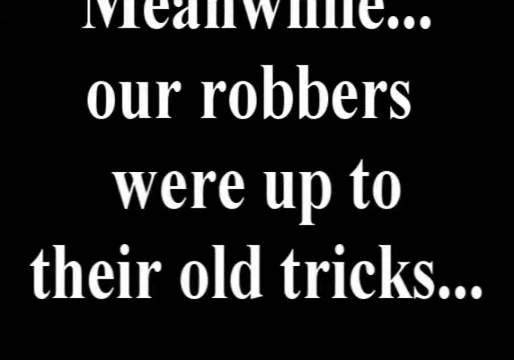 Meanwhile...
our robbers
were up to
their old tricks...